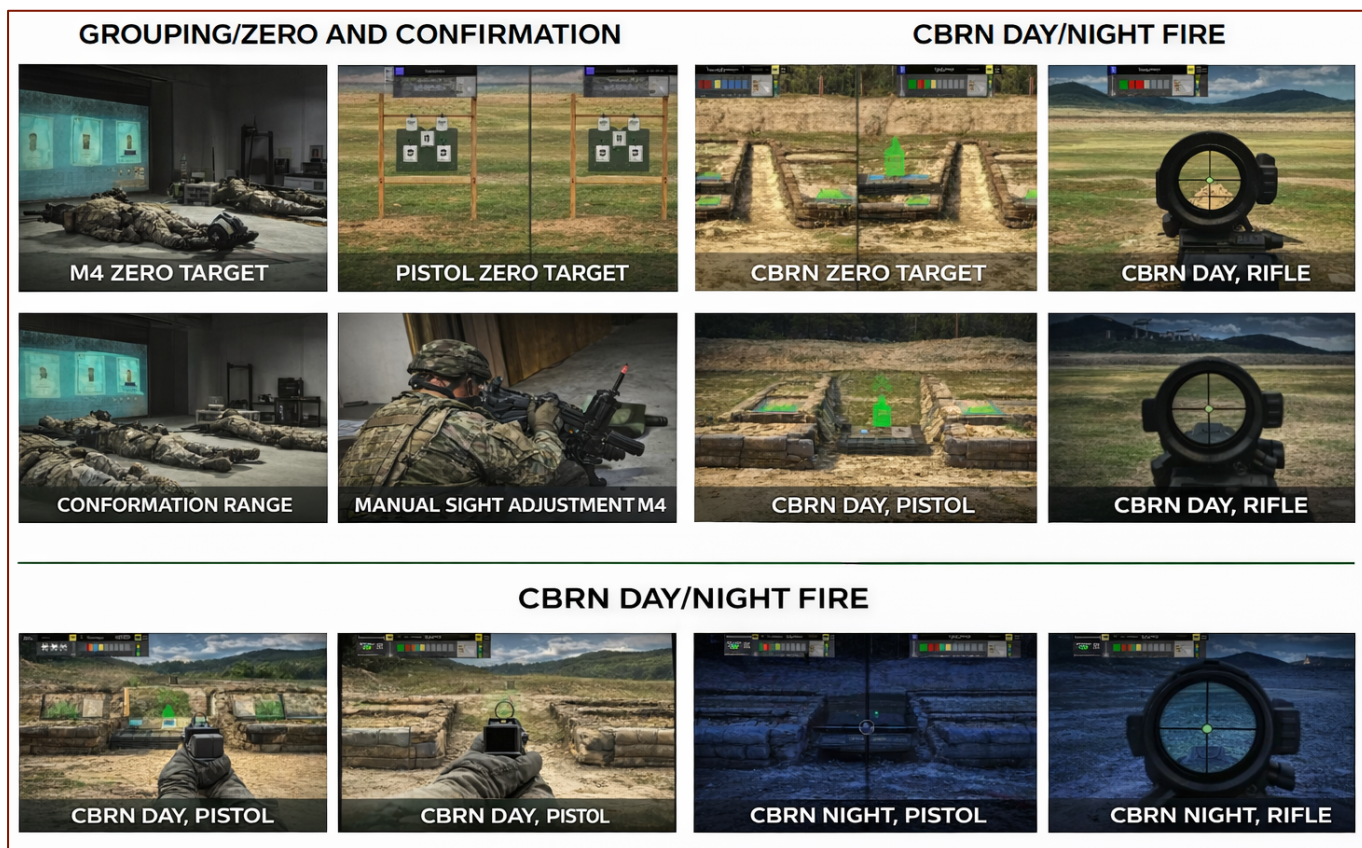 GROUPING/ZERO AND CONFIRMATION
CBRN DAY/NIGHT FIRE
M4 ZERO TARGET
PISTOL ZERO TARGET
CBRN ZERO TARGET
CBRN DAY, RIFLE
CONFORMATION RANGE
MANUAL SIGHT ADJUSTMENT M4
CBRN DAY, PISTOL
CBRN DAY, RIFLE
CBRN DAY/NIGHT FIRE
CBRN DAY, PISTOL
CBRN DAY, PISTOL
CBRN NIGHT, PISTOL
CBRN NIGHT, RIFLE